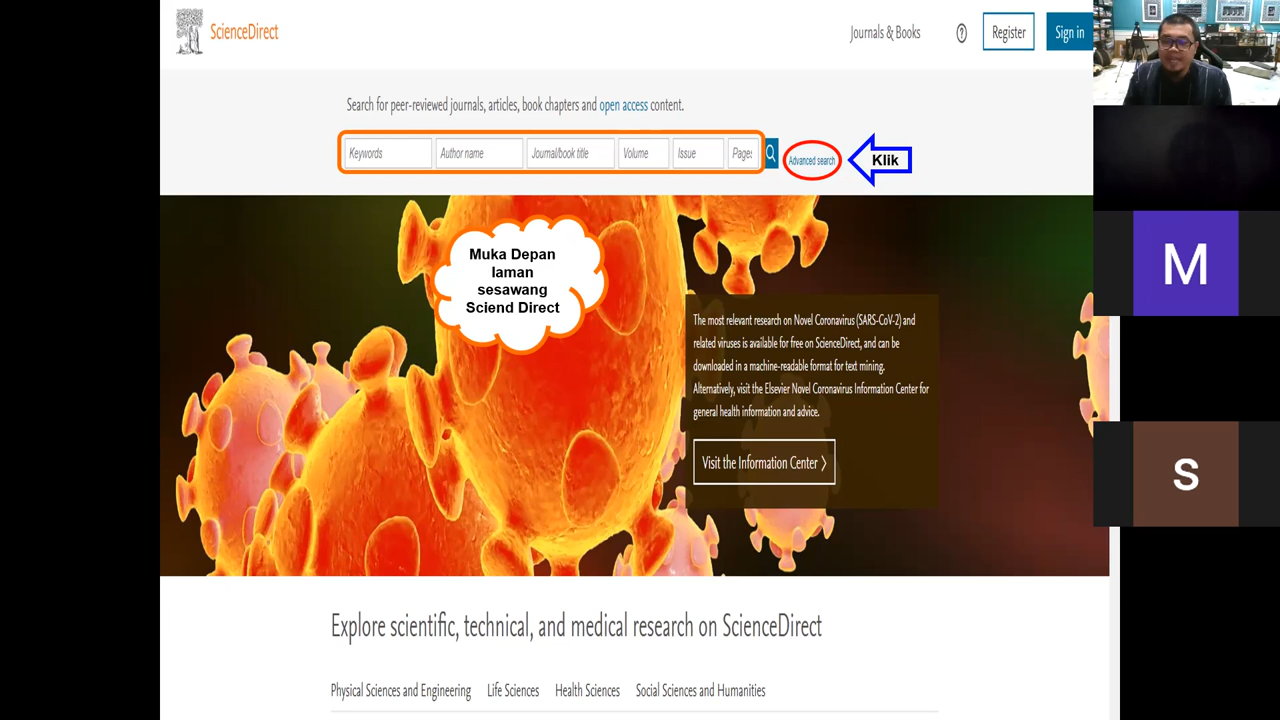 ScienceDirect
Journals & Books
?
Register
Sign in
Search for peer-reviewed journals, articles, book chapters and open access content.
Keywords
Author name
Journal/book title
Volume
Issue
Pages
Advanced search
Klik
Muka Depan
laman
sesawang
Sciend Direct
The most relevant research on Novel Coronavirus (SARS-CoV-2) and
related viruses is available for free on ScienceDirect, and can be
downloaded in a machine-readable format for text mining.
Alternatively, visit the Elsevier Novel Coronavirus Information Center for
general health information and advice.
Visit the Information Center >
M
S
Explore scientific, technical, and medical research on ScienceDirect
Physical Sciences and Engineering
Life Sciences
Health Sciences
Social Sciences and Humanities